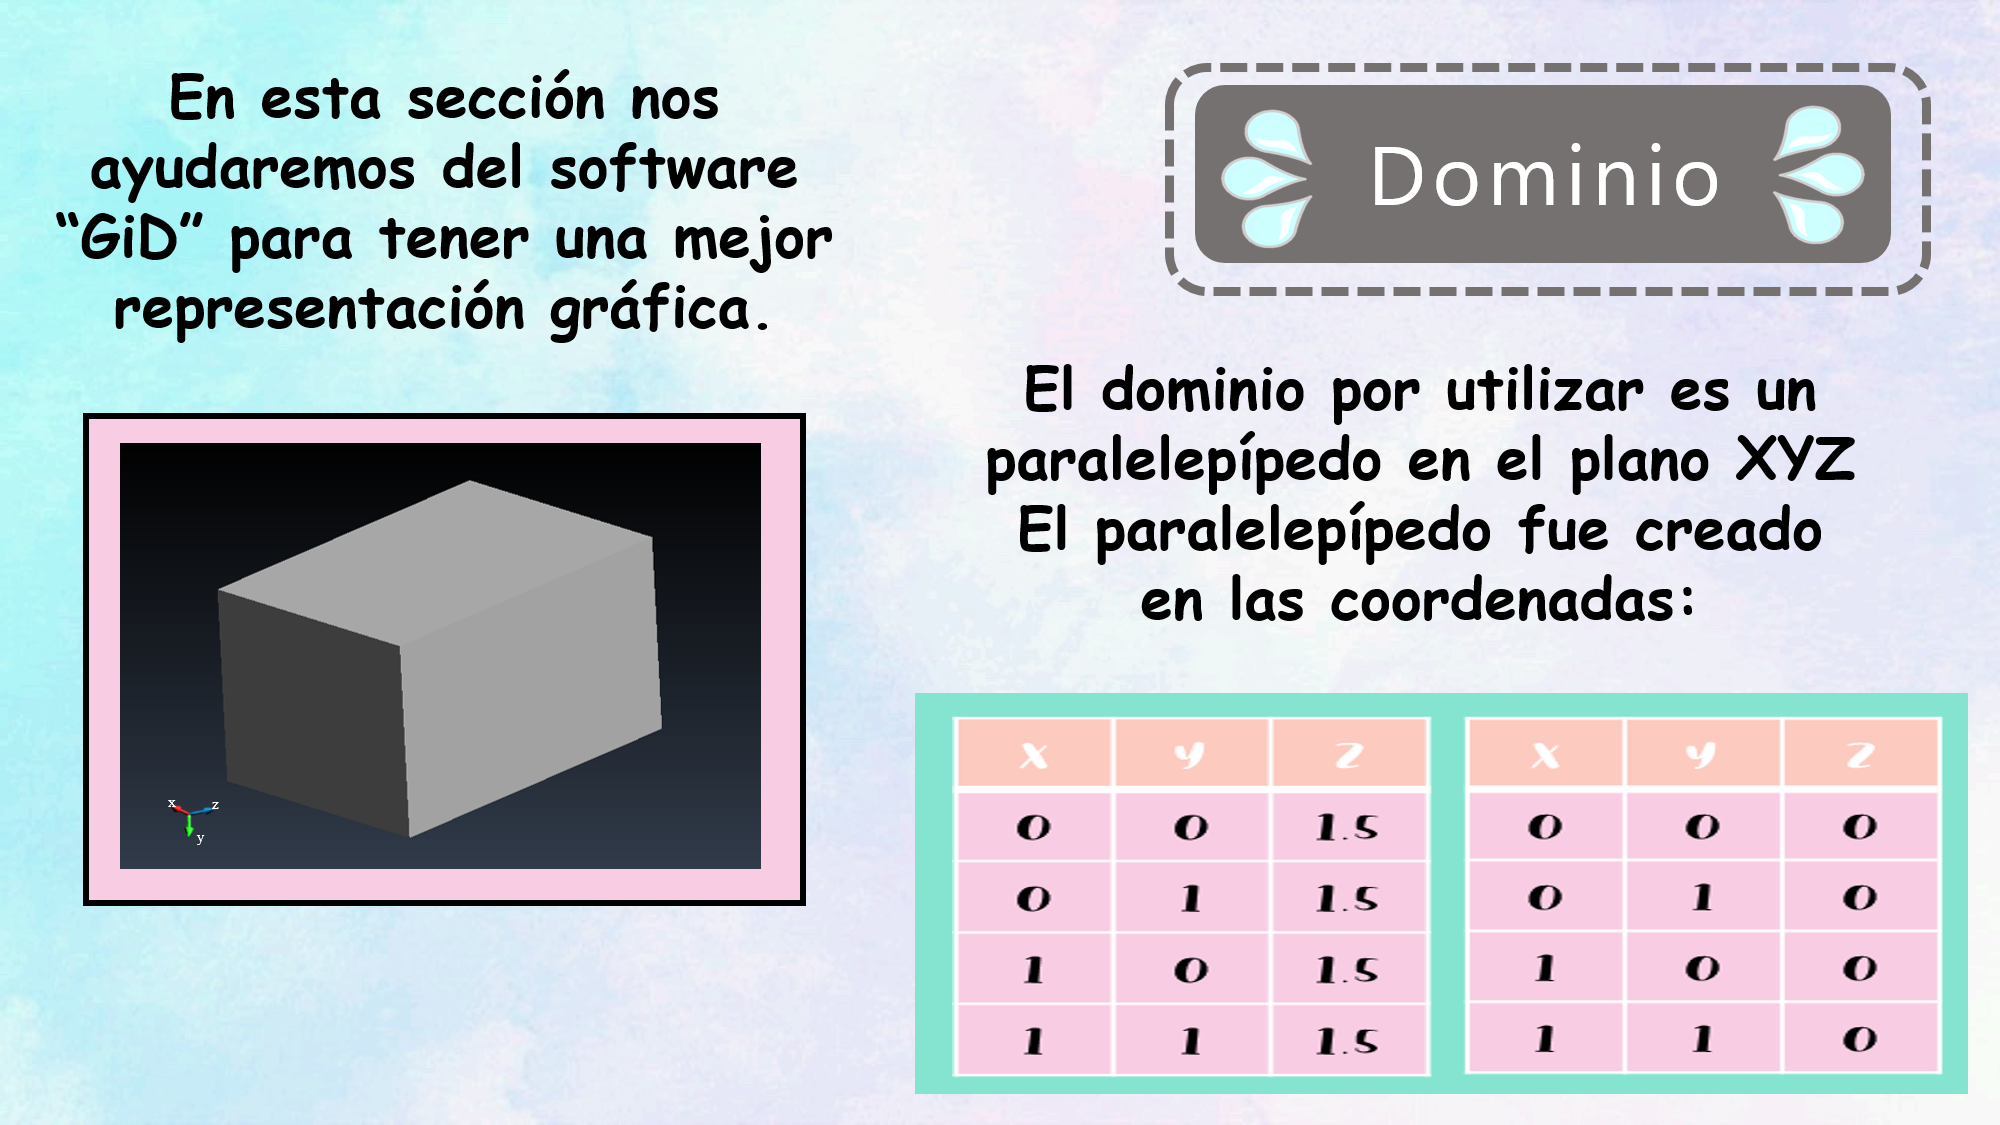 En esta sección nos
ayudaremos del software
“GiD” para tener una mejor
representación gráfica.
Dominio
El dominio por utilizar es un
paralelepípedo en el plano XYZ
El paralelepípedo fue creado
en las coordenadas:
x z
y
X Y Z
0 0 1.5
0 1 1.5
1 0 1.5
1 1 1.5
X Y Z
0 0 0
0 1 0
1 0 0
1 1 0